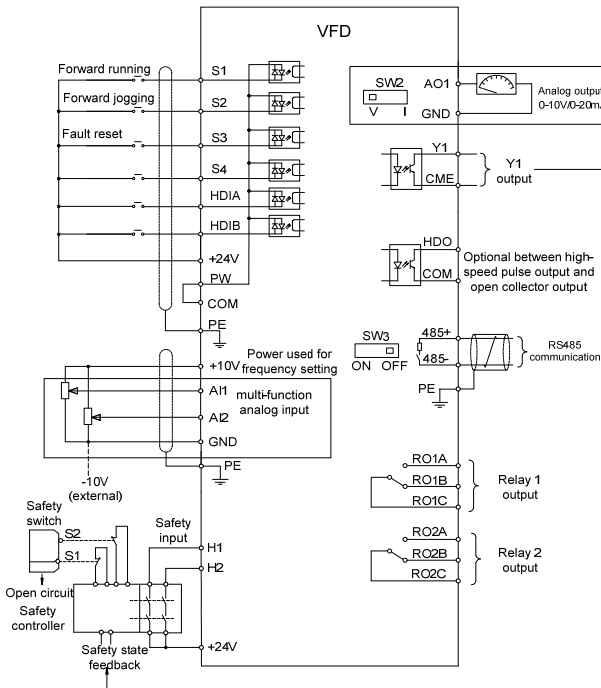 VFD
Forward running
S1
Forward jogging
S2
Fault reset
S3
S4
HDIA
HDIB
+24V
PW
COM
PE
SW2
V I
AO1
GND
Analog output
0-10V/0-20m
Y1
CME
Y1
output
HDO
COM
Optional between high-
speed pulse output and
open collector output
SW3
ON OFF
485+
485-
RS485
communication
PE
Power used for
frequency setting
+10V
AI1
multi-function
analog input
AI2
GND
PE
-10V
(external)
RO1A
RO1B
RO1C
Relay 1
output
RO2A
RO2B
RO2C
Relay 2
output
Safety
switch
S2
S1
Open circuit
Safety
controller
Safety
input
H1
H2
+24V
Safety state
feedback